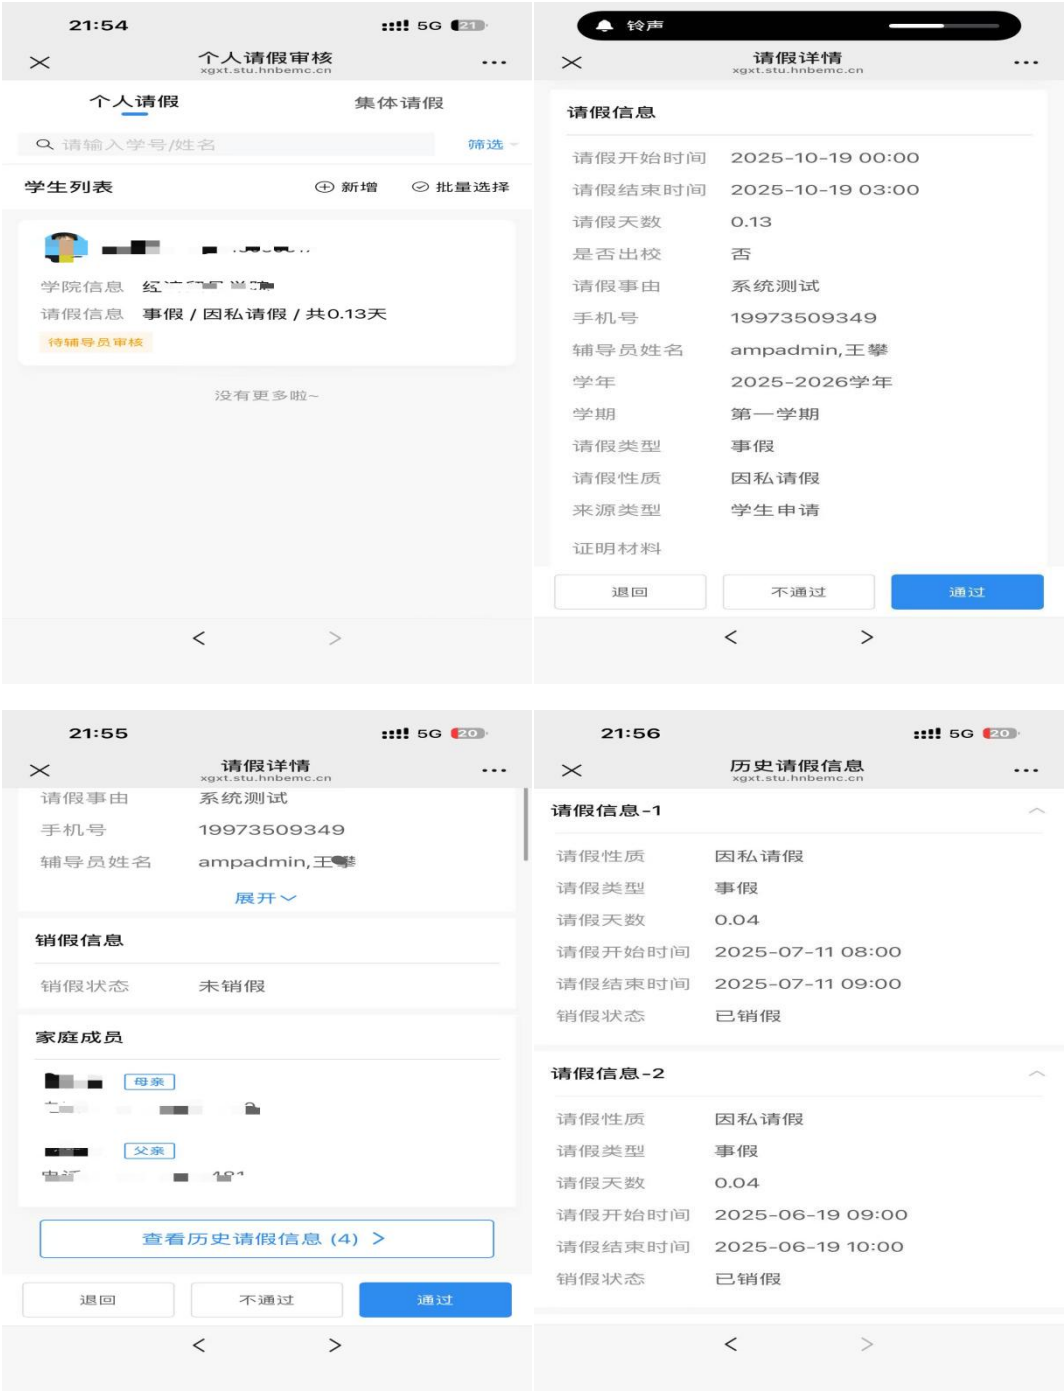 21:54
5G 21
个人请假审核
xgxt.stu.hnbemc.cn
个人请假 集体请假
请输入学号/姓名 筛选
学生列表 新增 批量选择
学院信息
请假信息 事假 / 因私请假 / 共0.13天
待辅导员审核
没有更多啦~
铃声
请假详情
xgxt.stu.hnbemc.cn
请假信息
请假开始时间 2025-10-19 00:00
请假结束时间 2025-10-19 03:00
请假天数 0.13
是否出校 否
请假事由 系统测试
手机号 19973509349
辅导员姓名 ampadmin,王攀
学年 2025-2026学年
学期 第一学期
请假类型 事假
请假性质 因私请假
来源类型 学生申请
证明材料
退回 不通过 通过
21:55
5G 20
请假详情
xgxt.stu.hnbemc.cn
请假事由 系统测试
手机号 19973509349
辅导员姓名 ampadmin,王
展开
销假信息
销假状态 未销假
家庭成员
母亲
父亲
查看历史请假信息 (4) >
退回 不通过 通过
21:56
5G 20
历史请假信息
xgxt.stu.hnbemc.cn
请假信息-1
请假性质 因私请假
请假类型 事假
请假天数 0.04
请假开始时间 2025-07-11 08:00
请假结束时间 2025-07-11 09:00
销假状态 已销假
请假信息-2
请假性质 因私请假
请假类型 事假
请假天数 0.04
请假开始时间 2025-06-19 09:00
请假结束时间 2025-06-19 10:00
销假状态 已销假